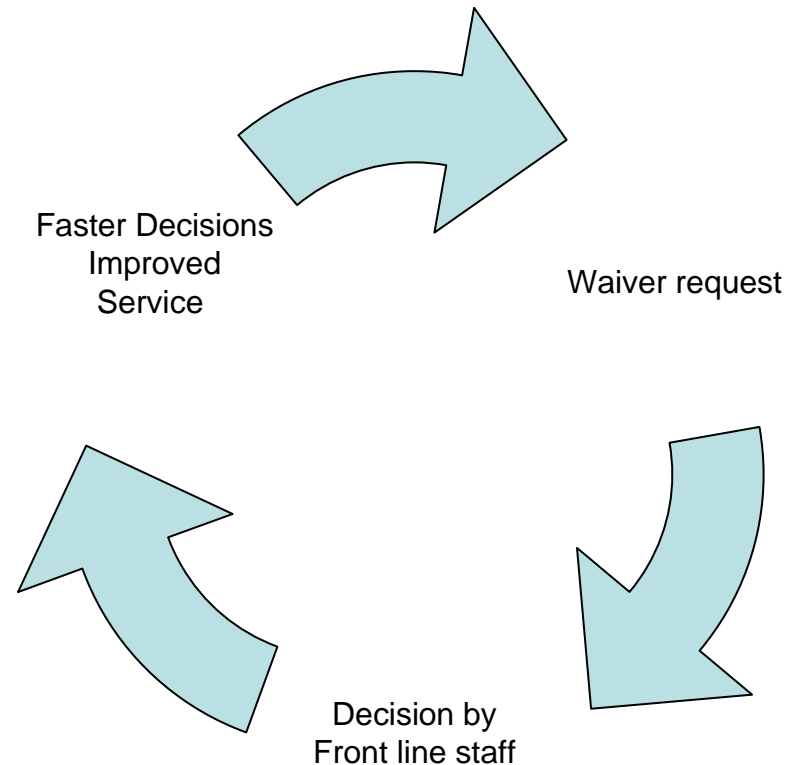 Faster Decisions
Improved
Service
Waiver request
Decision by
Front line staff